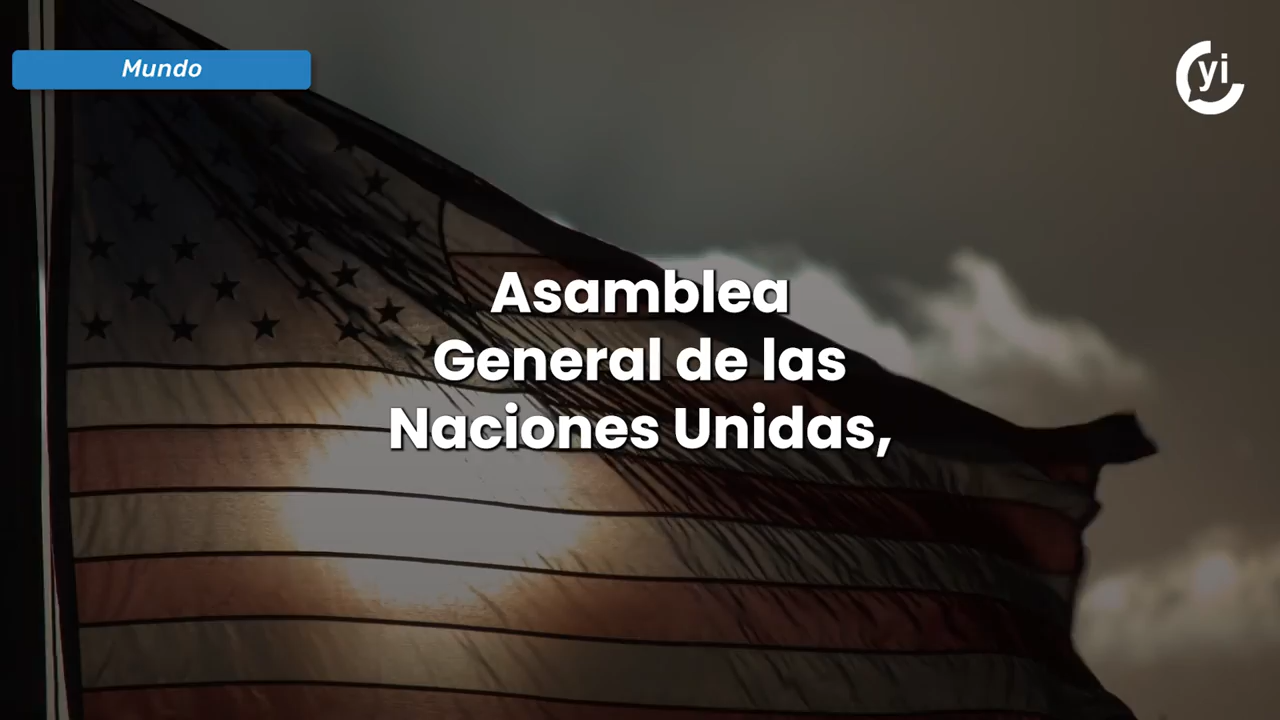 Mundo
yi
Asamblea
General de las
Naciones Unidas,